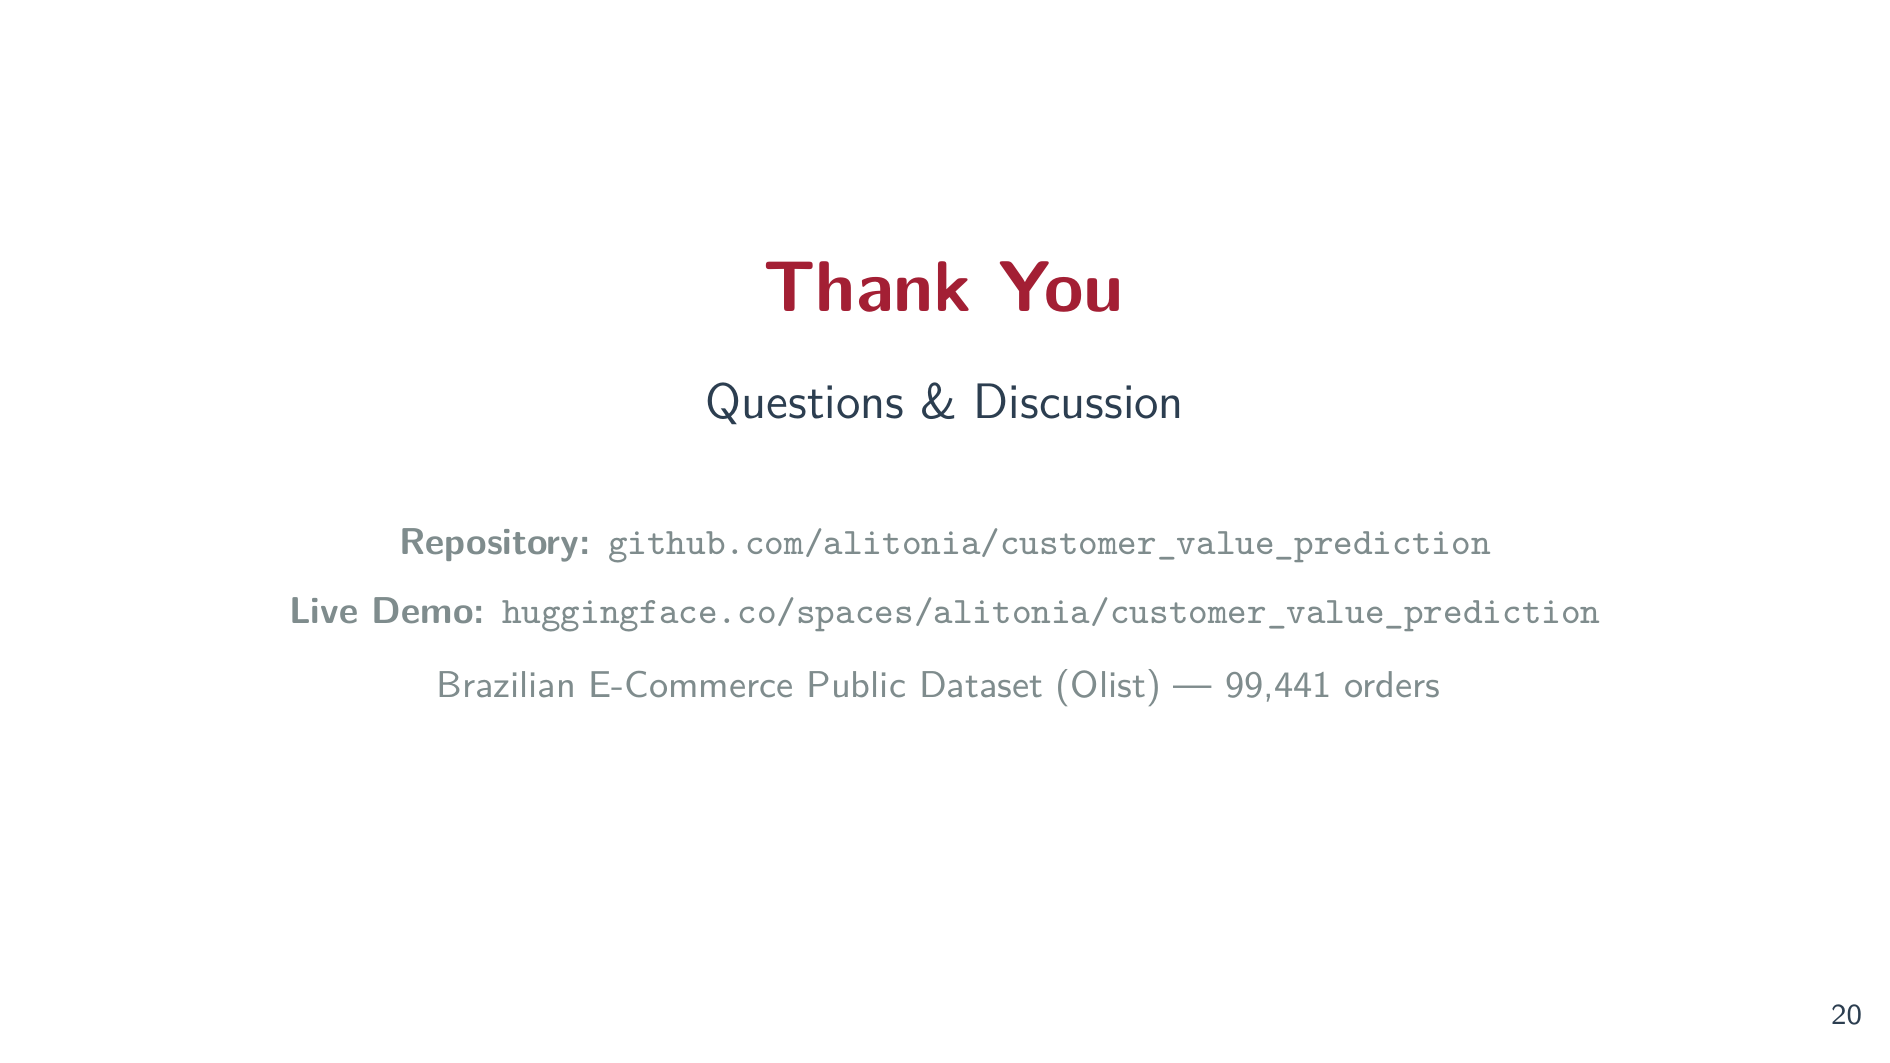 Thank You
Questions & Discussion
Repository: github.com/alitonia/customer_value_prediction
Live Demo: huggingface.co/spaces/alitonia/customer_value_prediction
Brazilian E-Commerce Public Dataset (Olist) — 99,441 orders
20